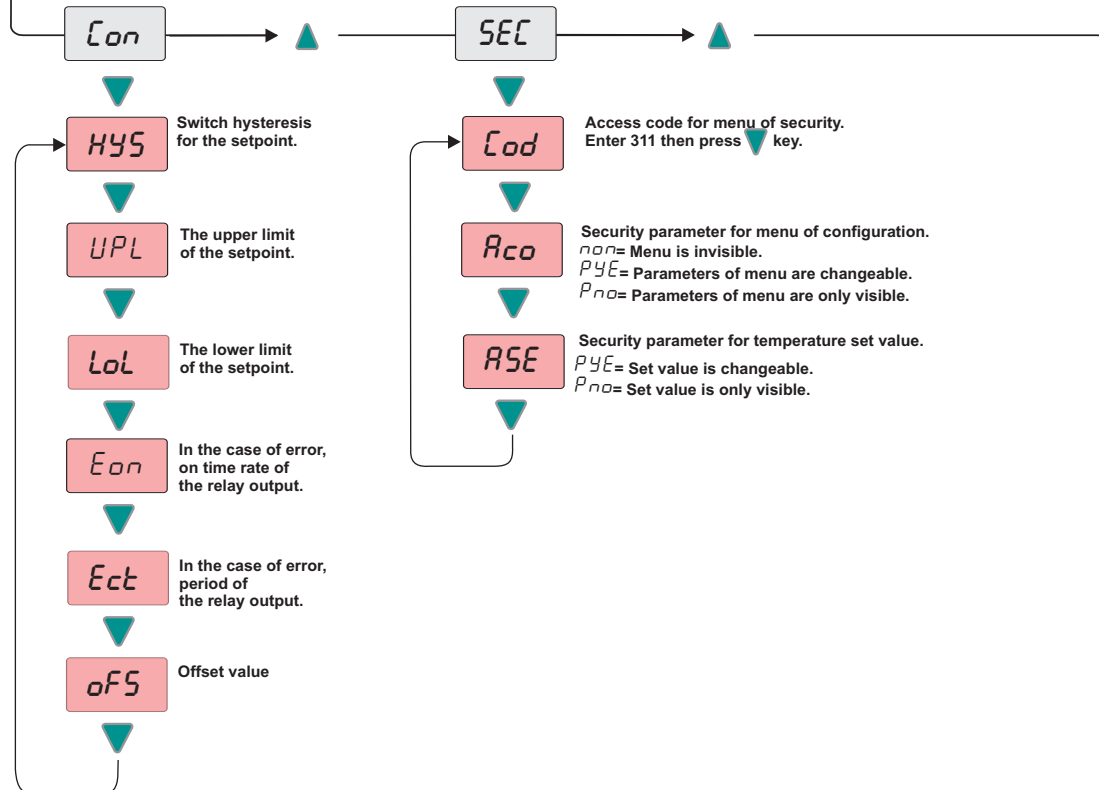 Con
SEC
HYS
Switch hysteresis
for the setpoint.
UPL
The upper limit
of the setpoint.
LoL
The lower limit
of the setpoint.
Eon
In the case of error,
on time rate of
the relay output.
Ect
In the case of error,
period of
the relay output.
oFS
Offset value
Cod
Access code for menu of security.
Enter 311 then press key.
Aco
Security parameter for menu of configuration.
non= Menu is invisible.
PYE= Parameters of menu are changeable.
Pno= Parameters of menu are only visible.
ASE
Security parameter for temperature set value.
PYE= Set value is changeable.
Pno= Set value is only visible.